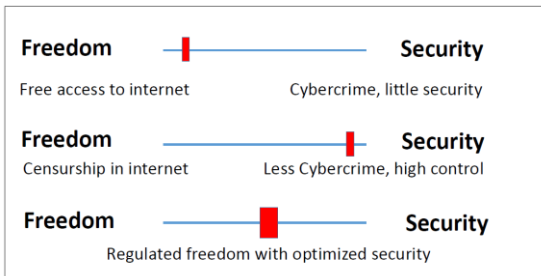 Freedom Security
Free access to internet Cybercrime, little security
Freedom Security
Censurship in internet Less Cybercrime, high control
Freedom Security
Regulated freedom with optimized security